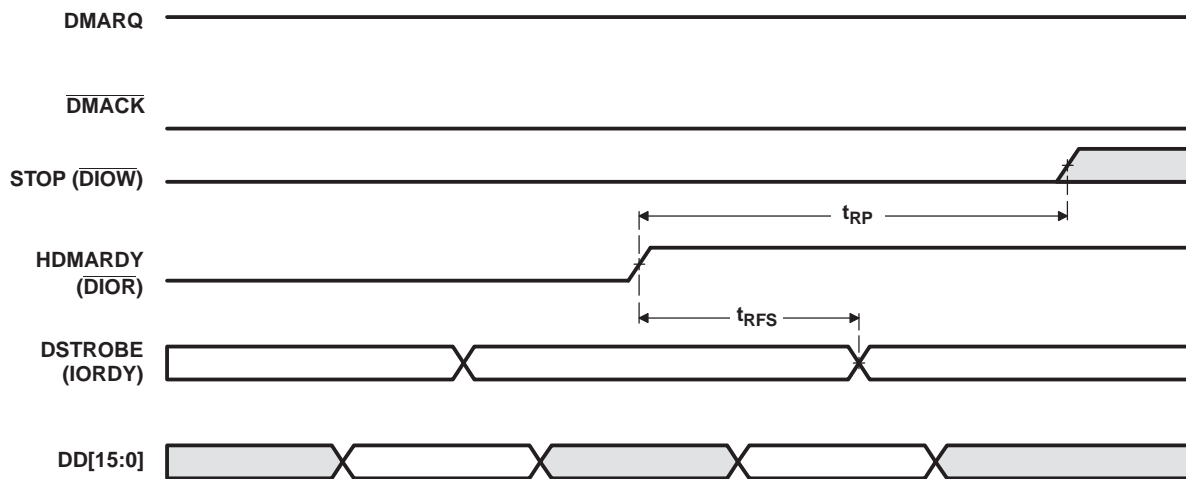 DMARQ
DMACK
STOP (DIOW)
tRP
HDMARDY
(DIOR)
tRFS
DSTROBE
(IORDY)
DD[15:0]